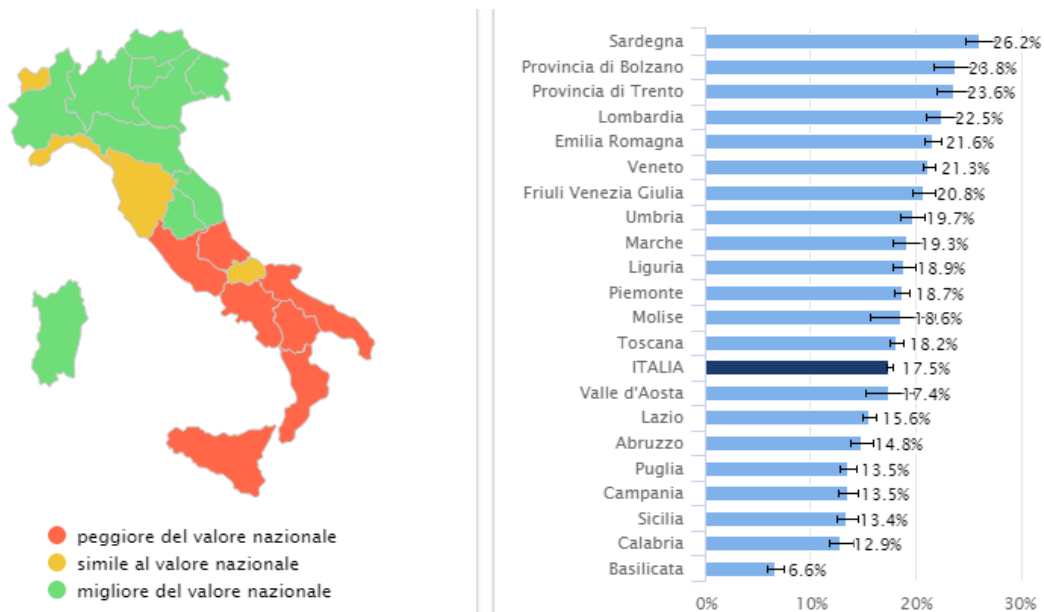 peggiore del valore nazionale
simile al valore nazionale
migliore del valore nazionale
Sardegna 26.2%
Provincia di Bolzano 23.8%
Provincia di Trento 23.6%
Lombardia 22.5%
Emilia Romagna 21.6%
Veneto 21.3%
Friuli Venezia Giulia 20.8%
Umbria 19.7%
Marche 19.3%
Liguria 18.9%
Piemonte 18.7%
Molise 18.6%
Toscana 18.2%
ITALIA 17.5%
Valle d'Aosta 17.4%
Lazio 15.6%
Abruzzo 14.8%
Puglia 13.5%
Campania 13.5%
Sicilia 13.4%
Calabria 12.9%
Basilicata 6.6%
0% 10% 20% 30%